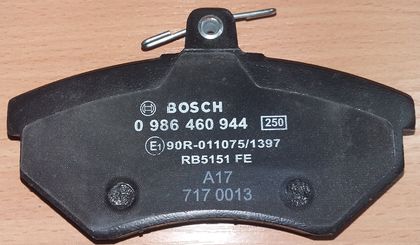 BOSCH
0 986 460 944 250
E1 90R-011075/1397
RB5151 FE
A17
717 0013